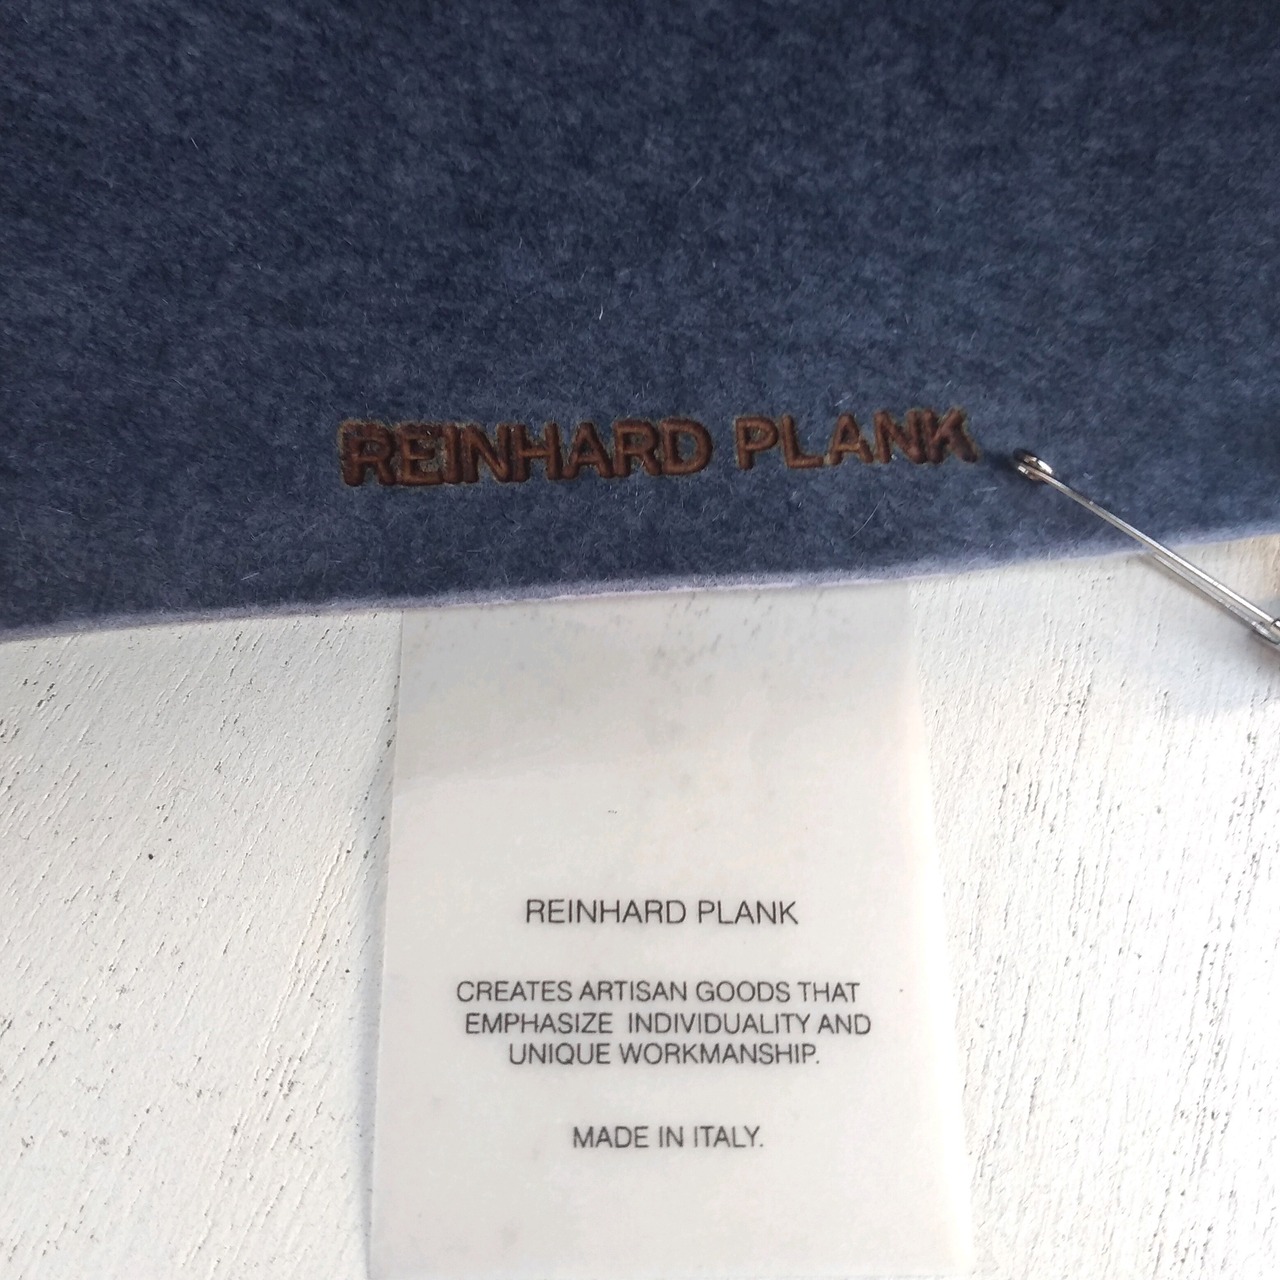 REINHARD PLANK
REINHARD PLANK
CREATES ARTISAN GOODS THAT
EMPHASIZE INDIVIDUALITY AND
UNIQUE WORKMANSHIP.
MADE IN ITALY.